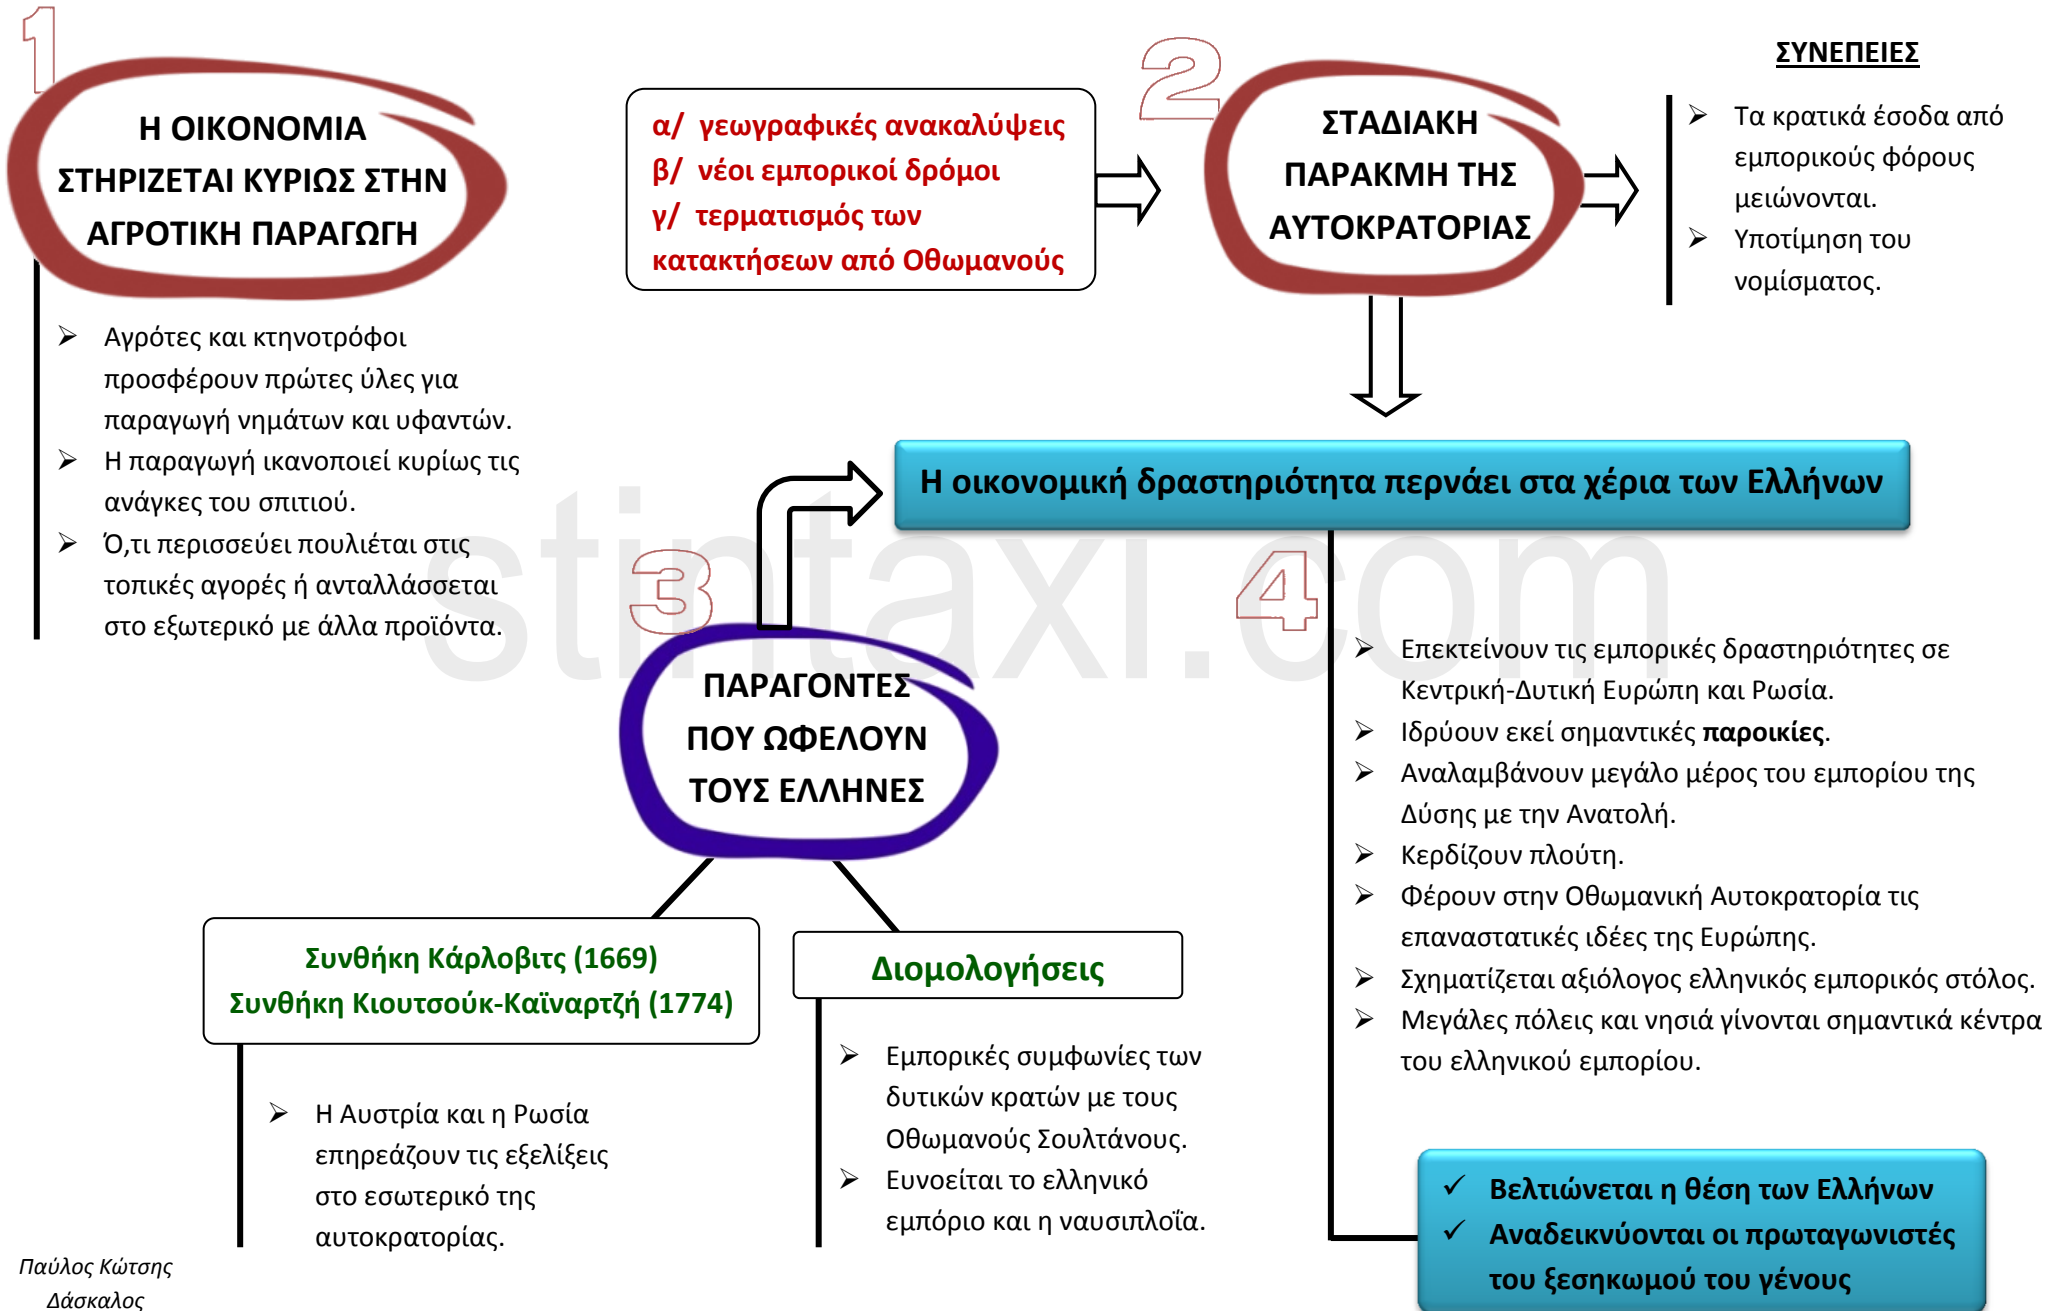 1
Η ΟΙΚΟΝΟΜΙΑ
ΣΤΗΡΙΖΕΤΑΙ ΚΥΡΙΩΣ ΣΤΗΝ
ΑΓΡΟΤΙΚΗ ΠΑΡΑΓΩΓΗ
➢ Αγρότες και κτηνοτρόφοι
προσφέρουν πρώτες ύλες για
παραγωγή νημάτων και υφαντών.
➢ Η παραγωγή ικανοποιεί κυρίως τις
ανάγκες του σπιτιού.
➢ Ό,τι περισσεύει πουλιέται στις
τοπικές αγορές ή ανταλλάσσεται
στο εξωτερικό με άλλα προϊόντα.
α/ γεωγραφικές ανακαλύψεις
β/ νέοι εμπορικοί δρόμοι
γ/ τερματισμός των
κατακτήσεων από Οθωμανούς
2
ΣΤΑΔΙΑΚΗ
ΠΑΡΑΚΜΗ ΤΗΣ
ΑΥΤΟΚΡΑΤΟΡΙΑΣ
ΣΥΝΕΠΕΙΕΣ
➢ Τα κρατικά έσοδα από
εμπορικούς φόρους
μειώνονται.
➢ Υποτίμηση του
νομίσματος.
Η οικονομική δραστηριότητα περνάει στα χέρια των Ελλήνων
stintaxi.com
3
ΠΑΡΑΓΟΝΤΕΣ
ΠΟΥ ΩΦΕΛΟΥΝ
ΤΟΥΣ ΕΛΛΗΝΕΣ
Συνθήκη Κάρλοβιτς (1669)
Συνθήκη Κιουτσούκ-Καϊναρτζή (1774)
➢ Η Αυστρία και η Ρωσία
επηρεάζουν τις εξελίξεις
στο εσωτερικό της
αυτοκρατορίας.
Διομολογήσεις
➢ Εμπορικές συμφωνίες των
δυτικών κρατών με τους
Οθωμανούς Σουλτάνους.
➢ Ευνοείται το ελληνικό
εμπόριο και η ναυσιπλοΐα.
4
➢ Επεκτείνουν τις εμπορικές δραστηριότητες σε
Κεντρική-Δυτική Ευρώπη και Ρωσία.
➢ Ιδρύουν εκεί σημαντικές παροικίες.
➢ Αναλαμβάνουν μεγάλο μέρος του εμπορίου της
Δύσης με την Ανατολή.
➢ Κερδίζουν πλούτη.
➢ Φέρουν στην Οθωμανική Αυτοκρατορία τις
επαναστατικές ιδέες της Ευρώπης.
➢ Σχηματίζεται αξιόλογος ελληνικός εμπορικός στόλος.
➢ Μεγάλες πόλεις και νησιά γίνονται σημαντικά κέντρα
του ελληνικού εμπορίου.
✓ Βελτιώνεται η θέση των Ελλήνων
✓ Αναδεικνύονται οι πρωταγωνιστές
του ξεσηκωμού του γένους
Παύλος Κώτσης
Δάσκαλος